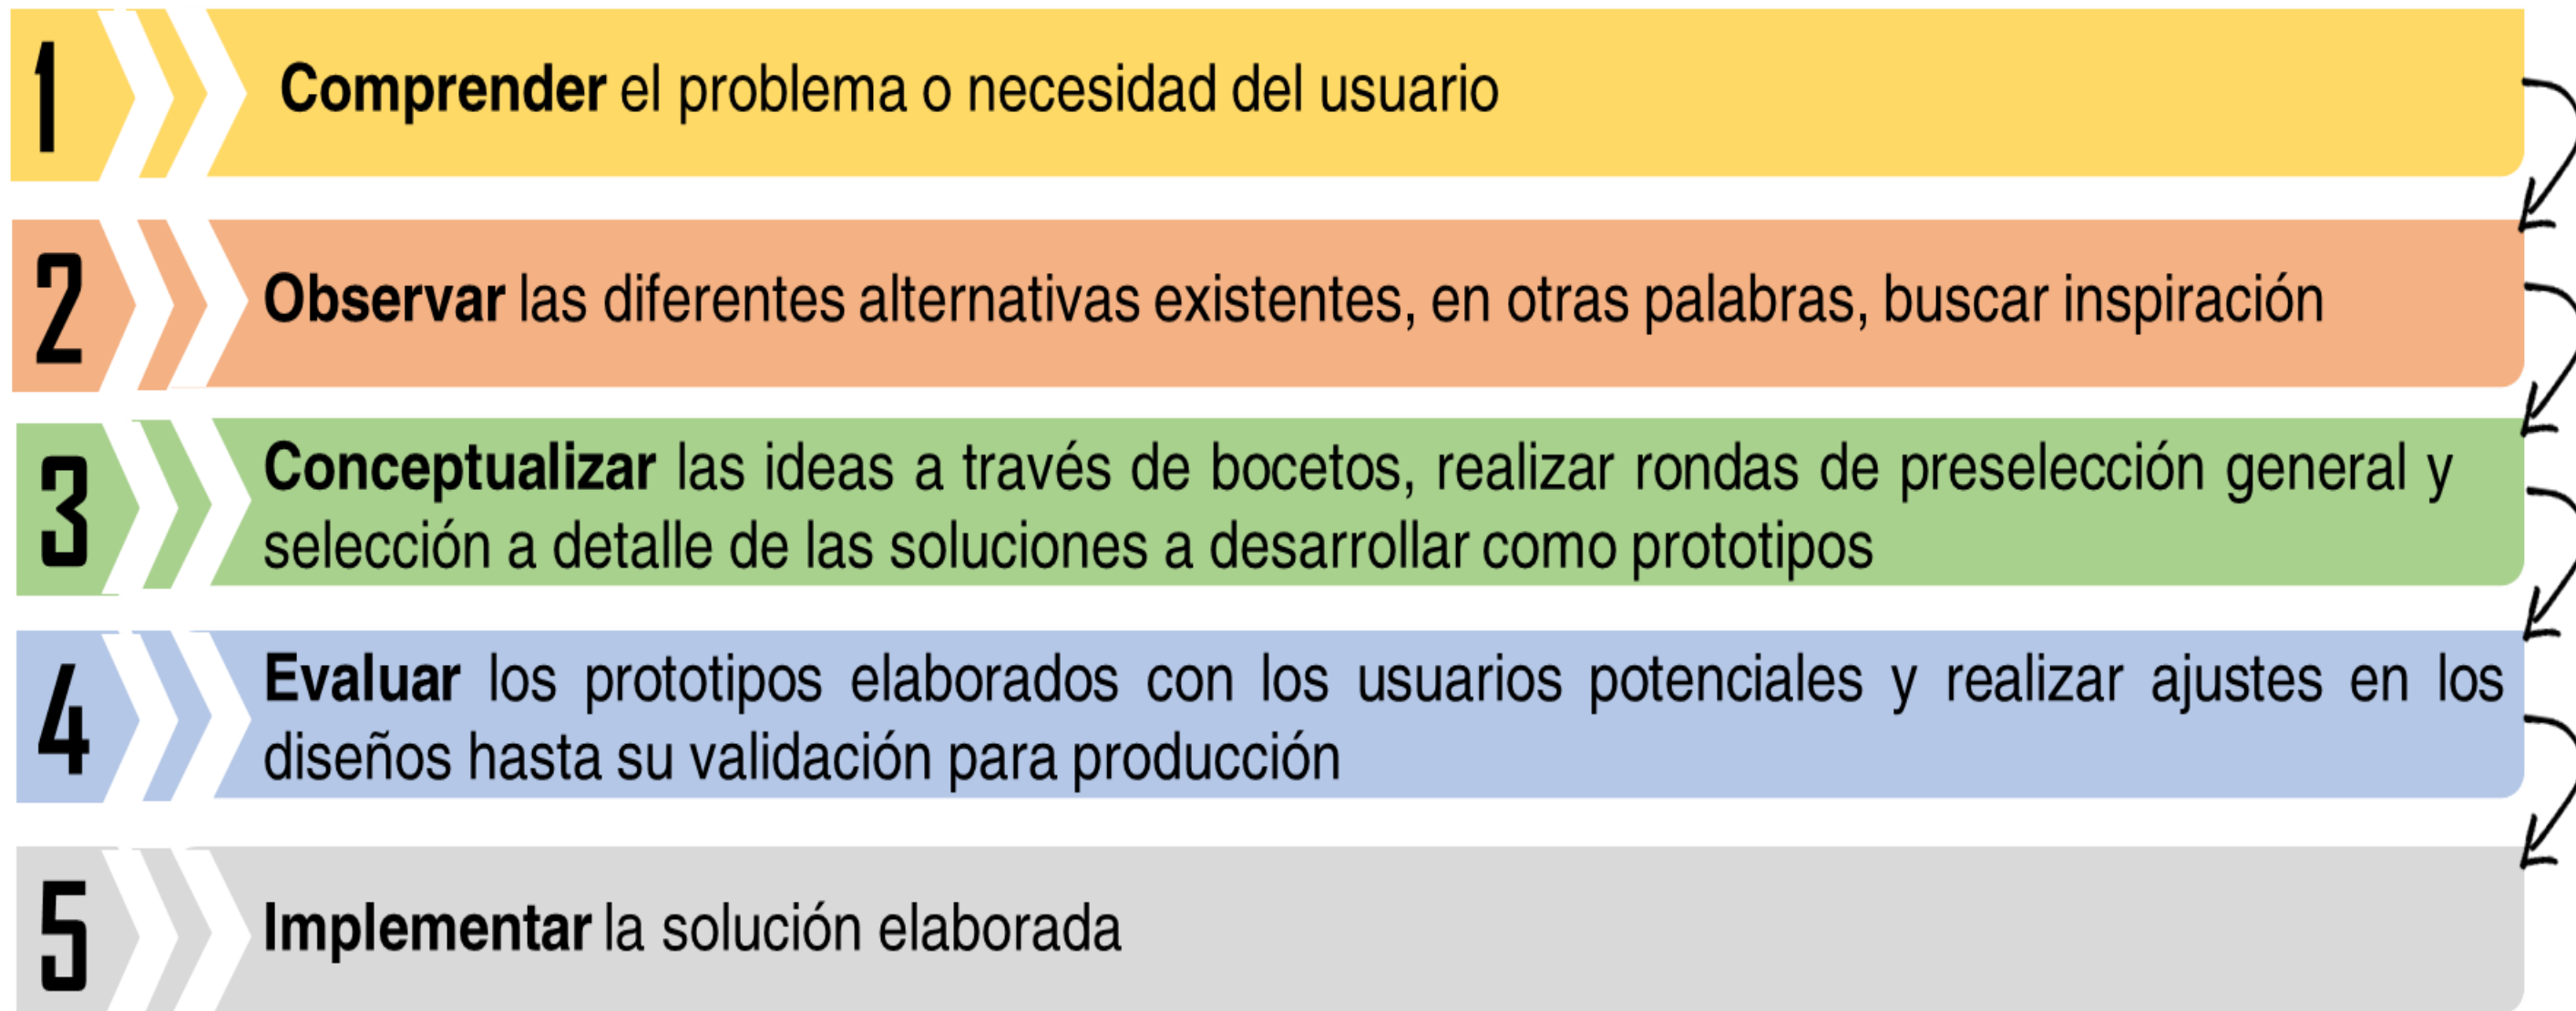 1
Comprender el problema o necesidad del usuario
2
Observar las diferentes alternativas existentes, en otras palabras, buscar inspiración
3
Conceptualizar las ideas a través de bocetos, realizar rondas de preselección general y
selección a detalle de las soluciones a desarrollar como prototipos
4
Evaluar los prototipos elaborados con los usuarios potenciales y realizar ajustes en los
diseños hasta su validación para producción
5
Implementar la solución elaborada